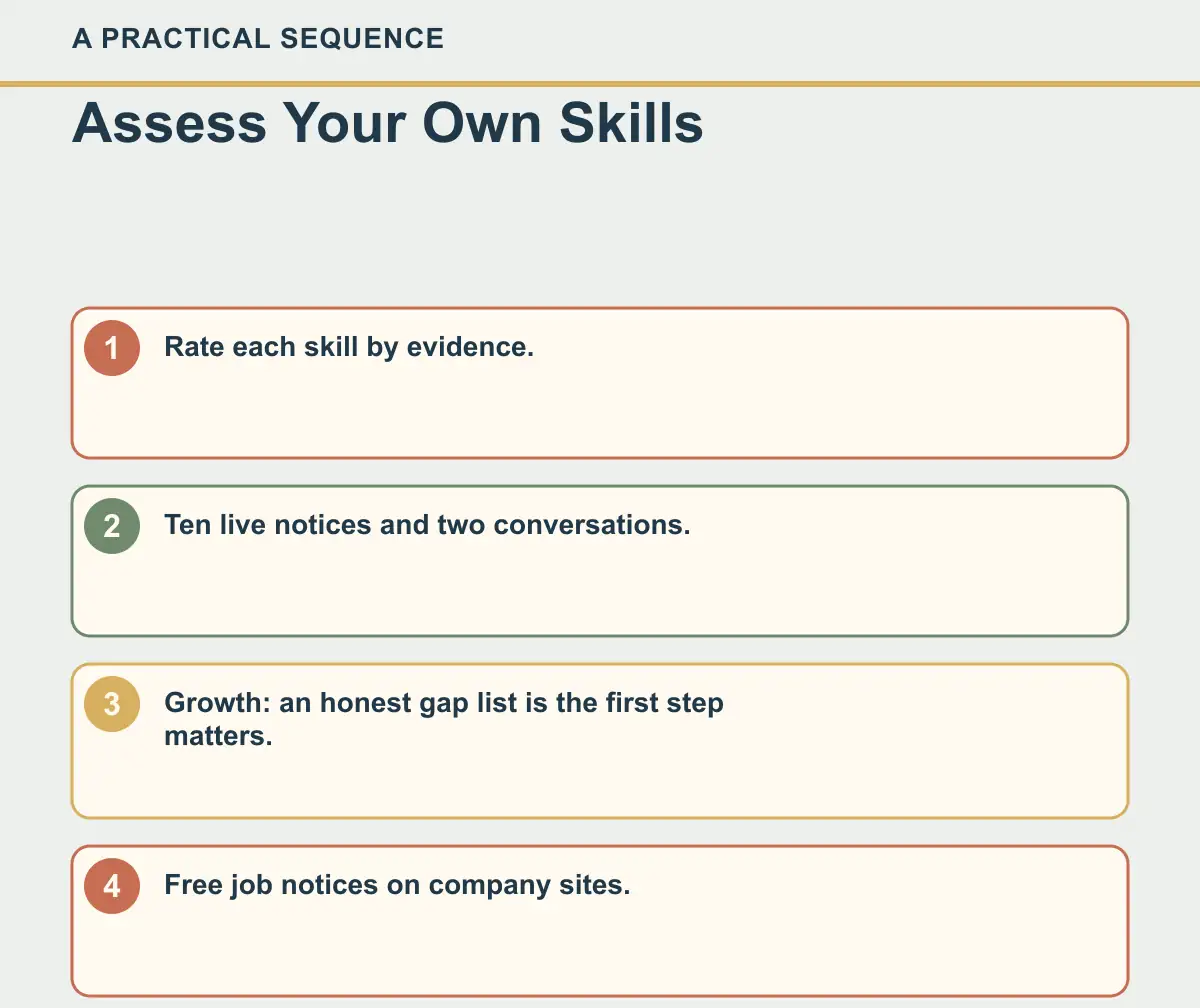 A PRACTICAL SEQUENCE
Assess Your Own Skills
1 Rate each skill by evidence.
2 Ten live notices and two conversations.
3 Growth: an honest gap list is the first step
matters.
4 Free job notices on company sites.